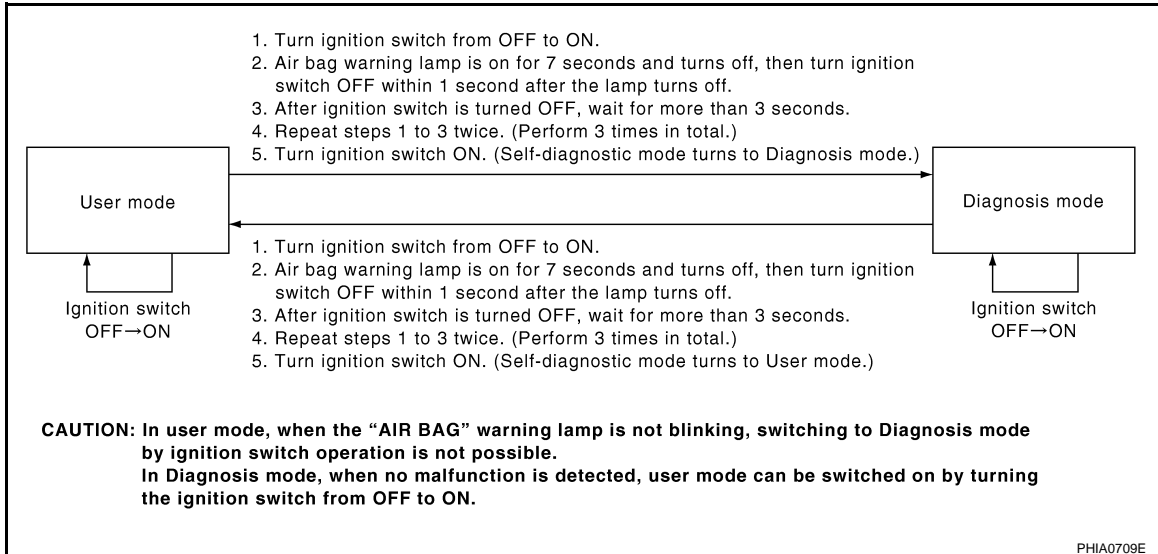 1. Turn ignition switch from OFF to ON.
2. Air bag warning lamp is on for 7 seconds and turns off, then turn ignition
switch OFF within 1 second after the lamp turns off.
3. After ignition switch is turned OFF, wait for more than 3 seconds.
4. Repeat steps 1 to 3 twice. (Perform 3 times in total.)
5. Turn ignition switch ON. (Self-diagnostic mode turns to Diagnosis mode.)
User mode
Diagnosis mode
1. Turn ignition switch from OFF to ON.
2. Air bag warning lamp is on for 7 seconds and turns off, then turn ignition
switch OFF within 1 second after the lamp turns off.
3. After ignition switch is turned OFF, wait for more than 3 seconds.
4. Repeat steps 1 to 3 twice. (Perform 3 times in total.)
5. Turn ignition switch ON. (Self-diagnostic mode turns to User mode.)
Ignition switch
OFF→ON
Ignition switch
OFF→ON
CAUTION: In user mode, when the “AIR BAG” warning lamp is not blinking, switching to Diagnosis mode
by ignition switch operation is not possible.
In Diagnosis mode, when no malfunction is detected, user mode can be switched on by turning
the ignition switch from OFF to ON.
PHIA0709E